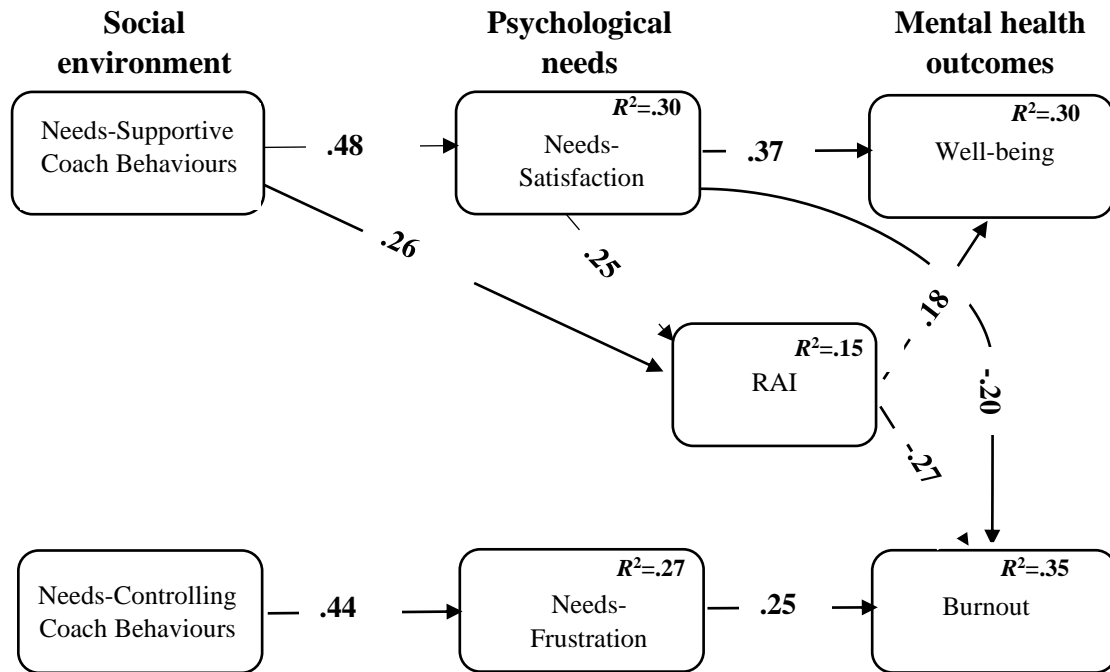 Social
environment
Psychological
needs
Mental health
outcomes
Needs-Supportive
Coach Behaviours
.48
R²=.30
Needs-
Satisfaction
.37
R²=.30
Well-being
.26
.25
.18
R²=.15
RAI
-.20
-.27
Needs-Controlling
Coach Behaviours
.44
R²=.27
Needs-
Frustration
.25
R²=.35
Burnout